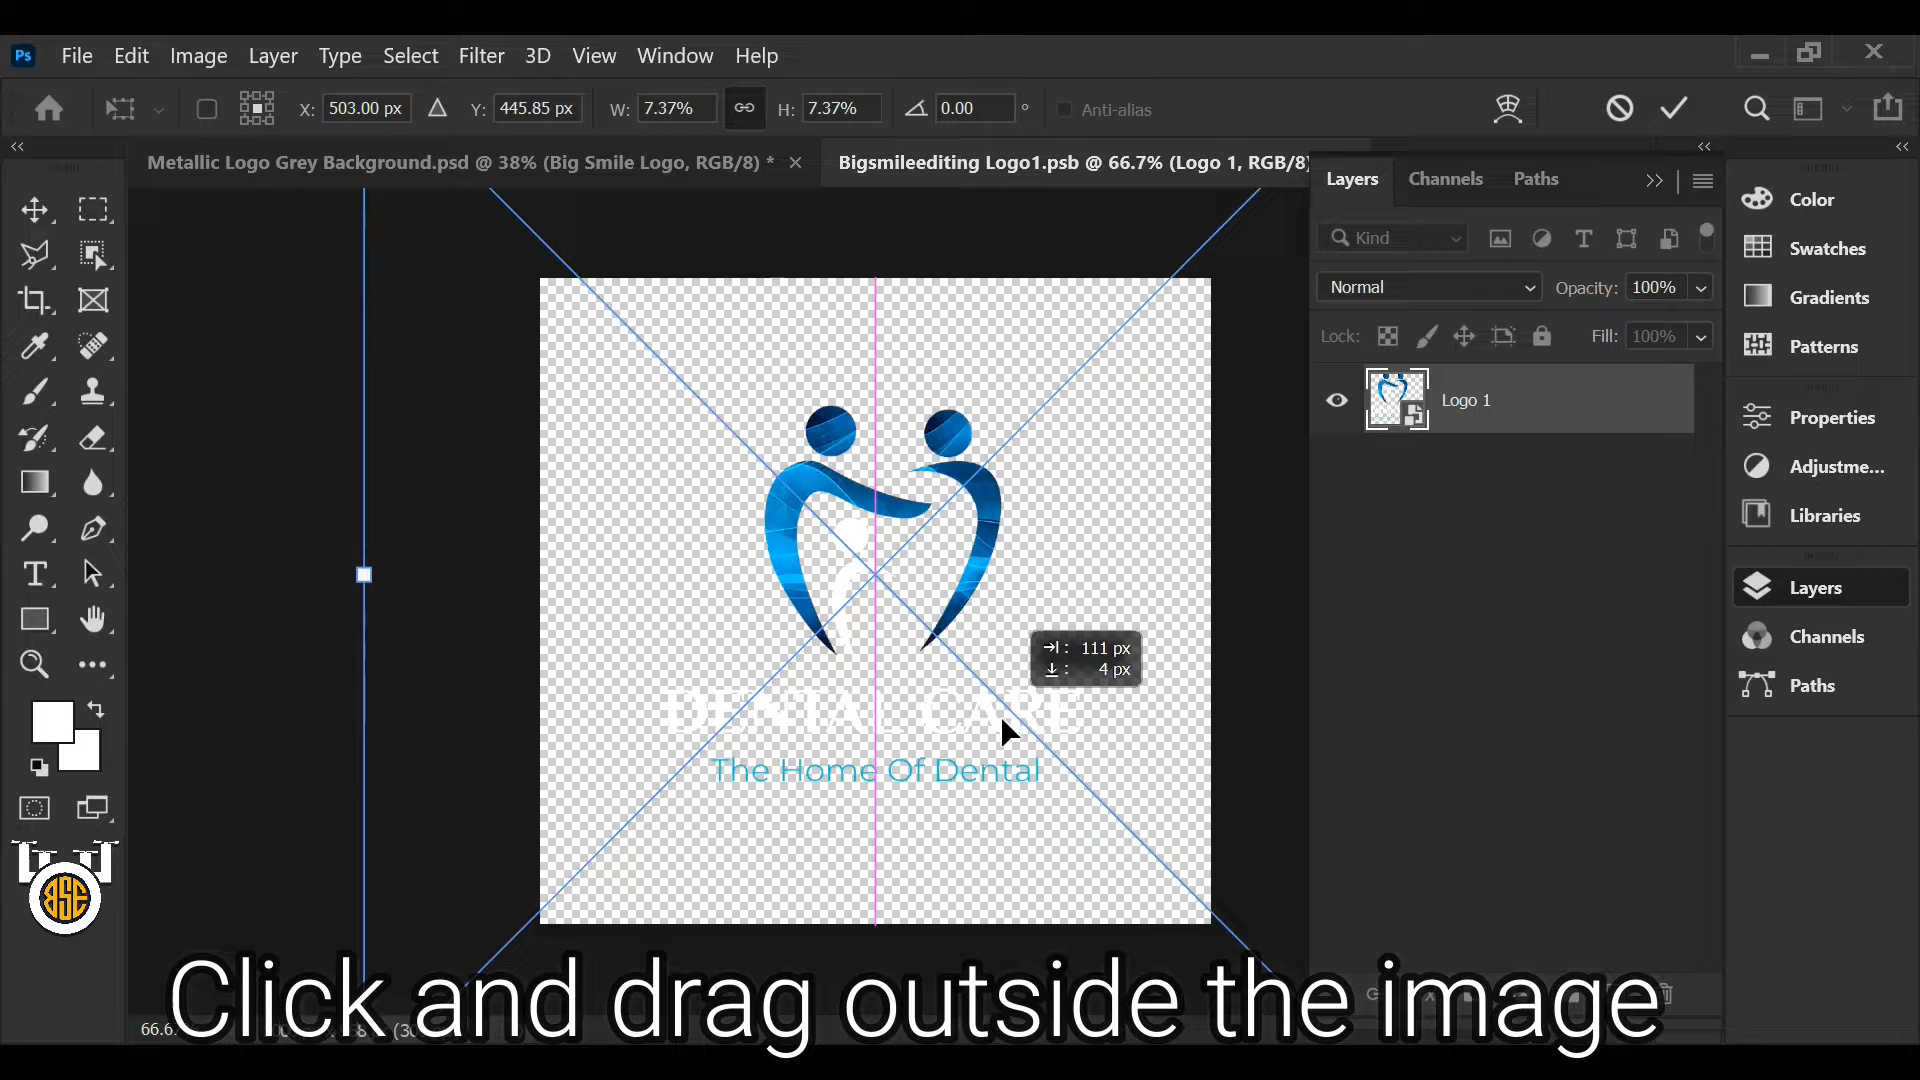 Ps File Edit Image Layer Type Select Filter 3D View Window Help
X: 503.00 px Y: 445.85 px W: 7.37% H: 7.37% 0.00 ° Anti-alias
Metallic Logo Grey Background.psd @ 38% (Big Smile Logo, RGB/8) * Bigsmileediting Logo1.psb @ 66.7% (Logo 1, RGB/8)
Layers Channels Paths
Kind
Normal Opacity: 100%
Lock: Fill: 100%
Logo 1
Color
Swatches
Gradients
Patterns
Properties
Adjustme...
Libraries
Layers
Channels
Paths
111 px
4 px
DENTAL CARE
The Home Of Dental
BSE
Click and drag outside the image